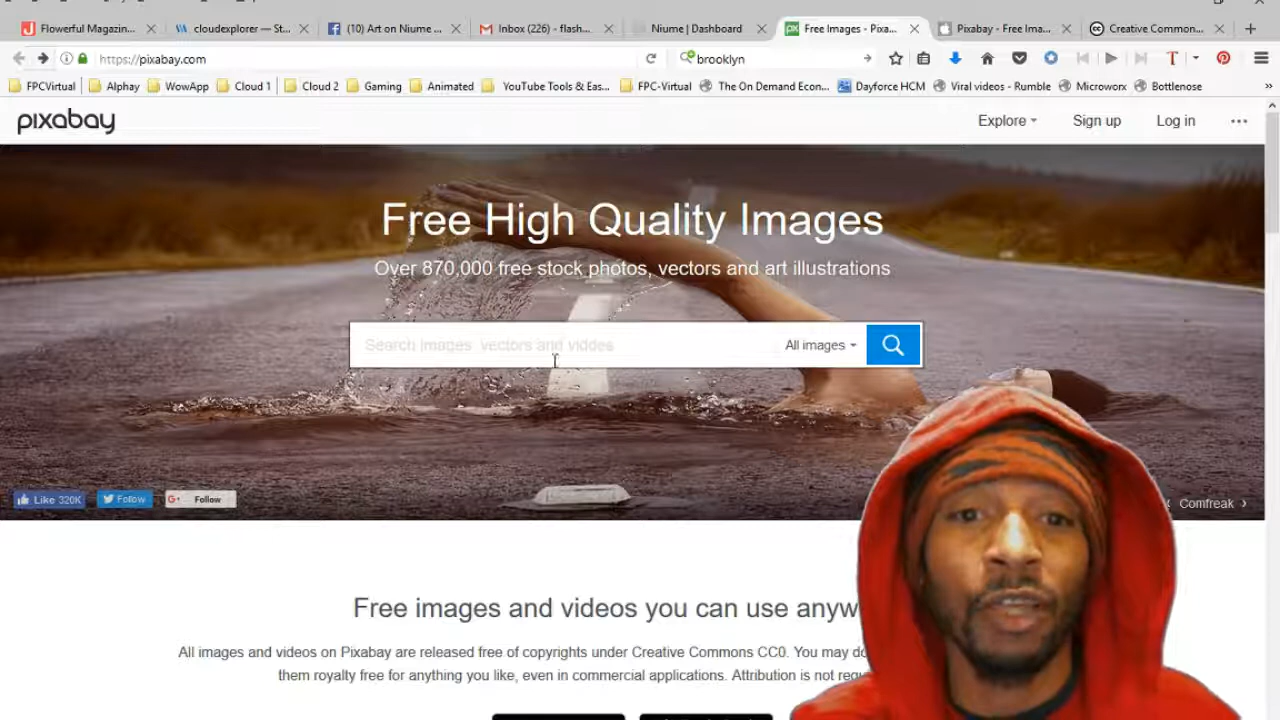 Flowerful Magazin...
cloudexplorer — St...
(10) Art on Niume ...
Inbox (226) - flash...
Niume | Dashboard
Free Images - Pixa...
Pixabay - Free Ima...
Creative Common...
https://pixabay.com
brooklyn
FPCVirtual
Alphay
WowApp
Cloud 1
Cloud 2
Gaming
Animated
YouTube Tools & Eas...
FPC-Virtual
The On Demand Econ...
Dayforce HCM
Viral videos - Rumble
Microworx
Bottlenose
pixabay
Explore
Sign up
Log in
Free High Quality Images
Over 870,000 free stock photos, vectors and art illustrations
Search images, vectors and videos
All images
Like 320K
Follow
G+ Follow
Comfreak
Free images and videos you can use anyw
All images and videos on Pixabay are released free of copyrights under Creative Commons CC0. You may do
them royalty free for anything you like, even in commercial applications. Attribution is not requ